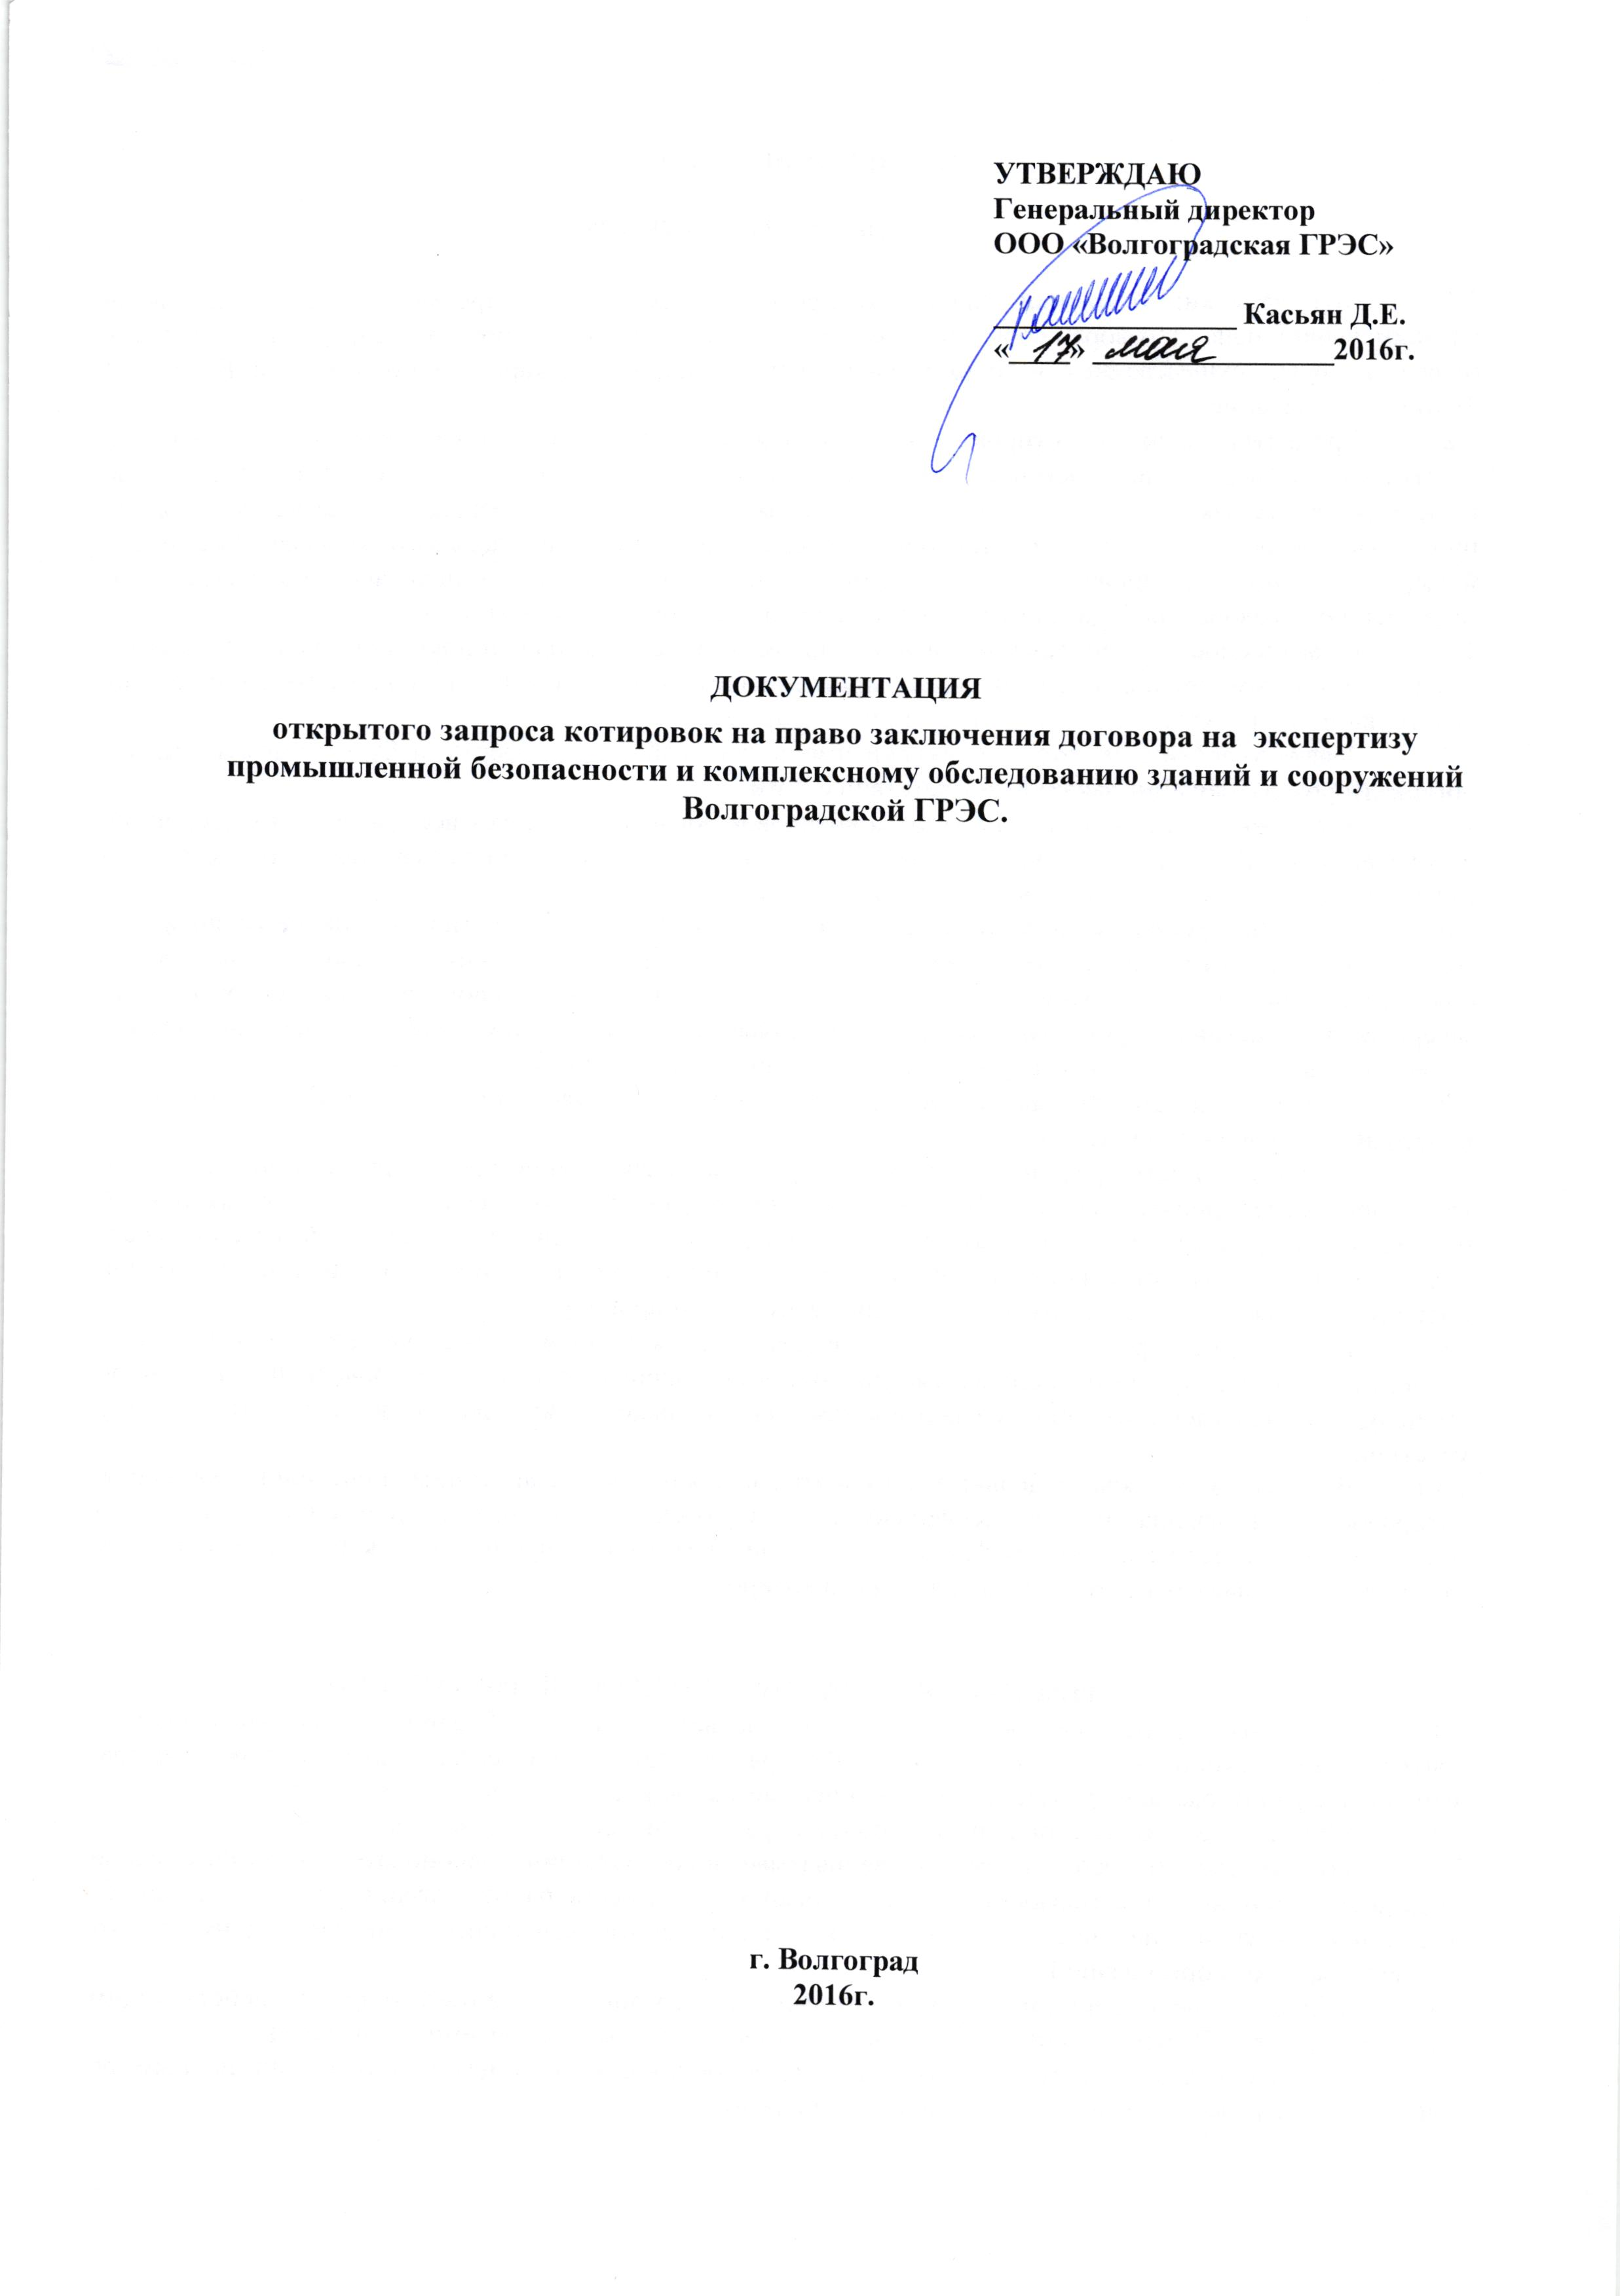 УТВЕРЖДАЮ
Генеральный директор
ООО «Волгоградская ГРЭС»
________________ Касьян Д.Е.
«17» мая 2016г.
ДОКУМЕНТАЦИЯ
открытого запроса котировок на право заключения договора на экспертизу
промышленной безопасности и комплексному обследованию зданий и сооружений
Волгоградской ГРЭС.
г. Волгоград
2016г.